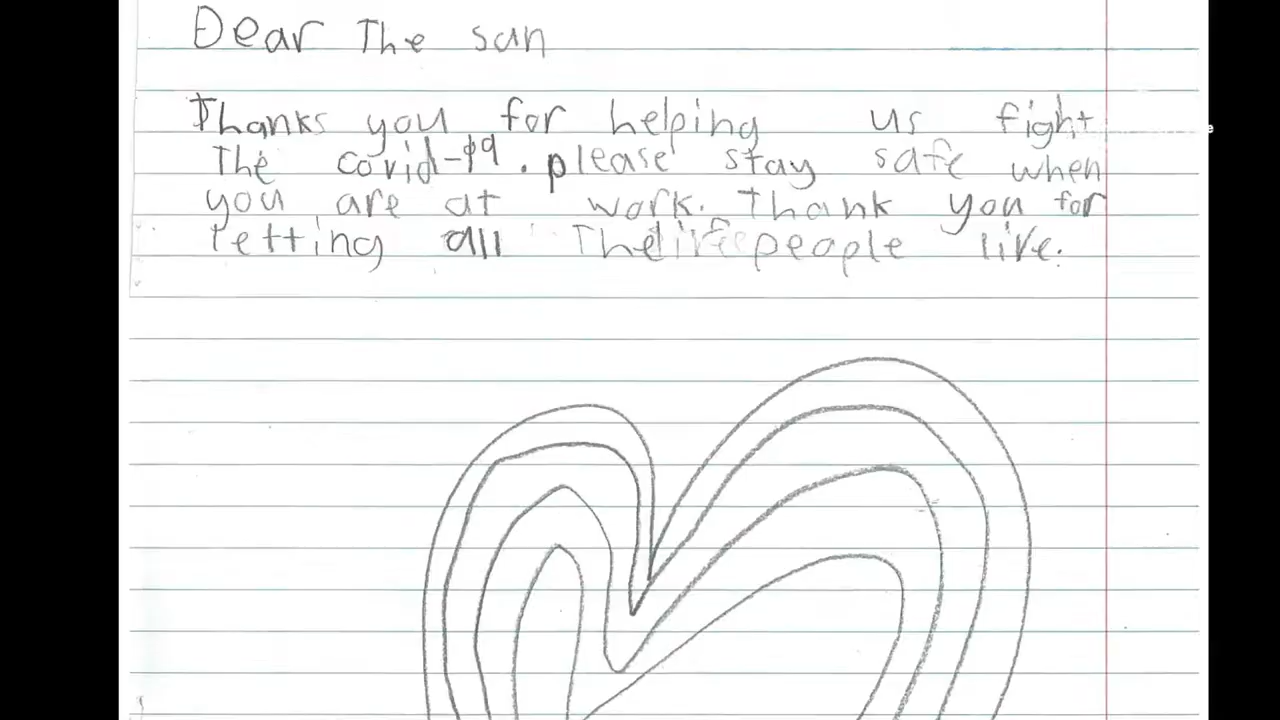 Dear The sun
Thanks you for helping us fight
The covid-19. please stay safe when
you are at work. Thank you for
letting all The people live.